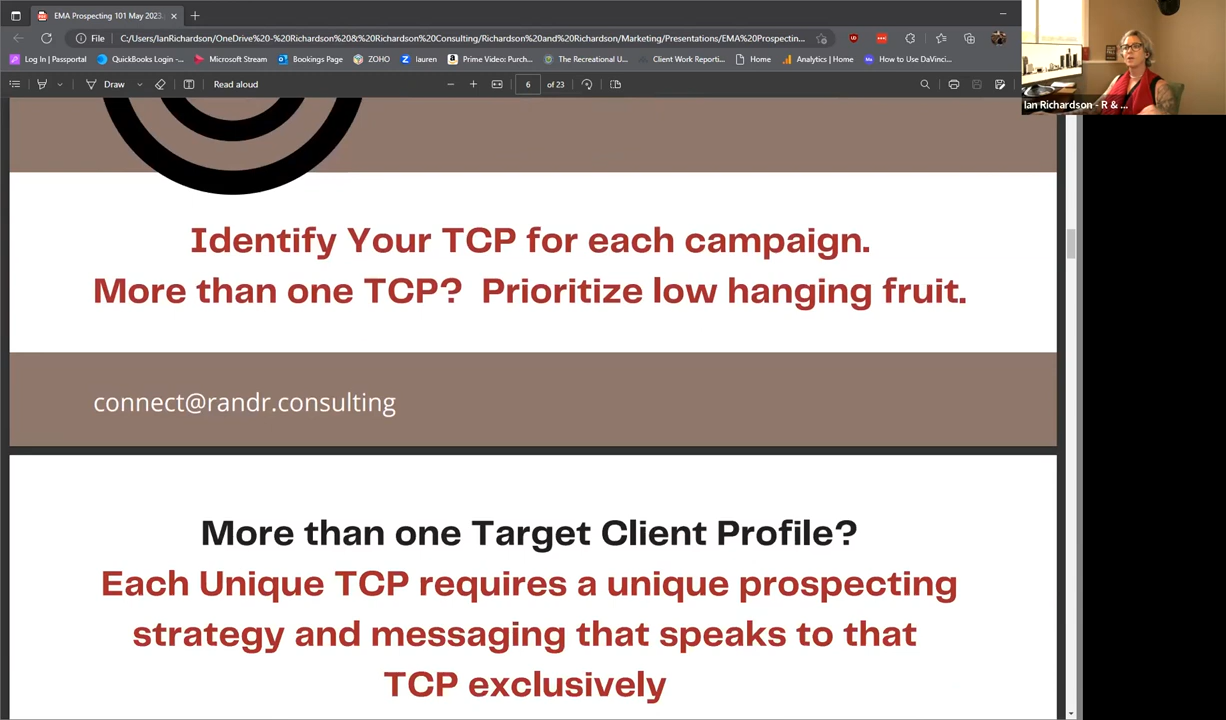 EMA Prospecting 101 May 2023.
File
C:/Users/IanRichardson/OneDrive%20-%20Richardson%20&%20Richardson%20Consulting/Richardson%20and%20Richardson/Marketing/Presentations/EMA%20Prospectin...
Log In | Passportal
QuickBooks Login -...
Microsoft Stream
Bookings Page
ZOHO
lauren
Prime Video: Purch...
The Recreational U...
Client Work Reporti...
Home
Analytics | Home
How to Use DaVinci...
Draw
Read aloud
6 of 23
Ian Richardson - R & ...
Identify Your TCP for each campaign.
More than one TCP? Prioritize low hanging fruit.
connect@randr.consulting
More than one Target Client Profile?
Each Unique TCP requires a unique prospecting
strategy and messaging that speaks to that
TCP exclusively